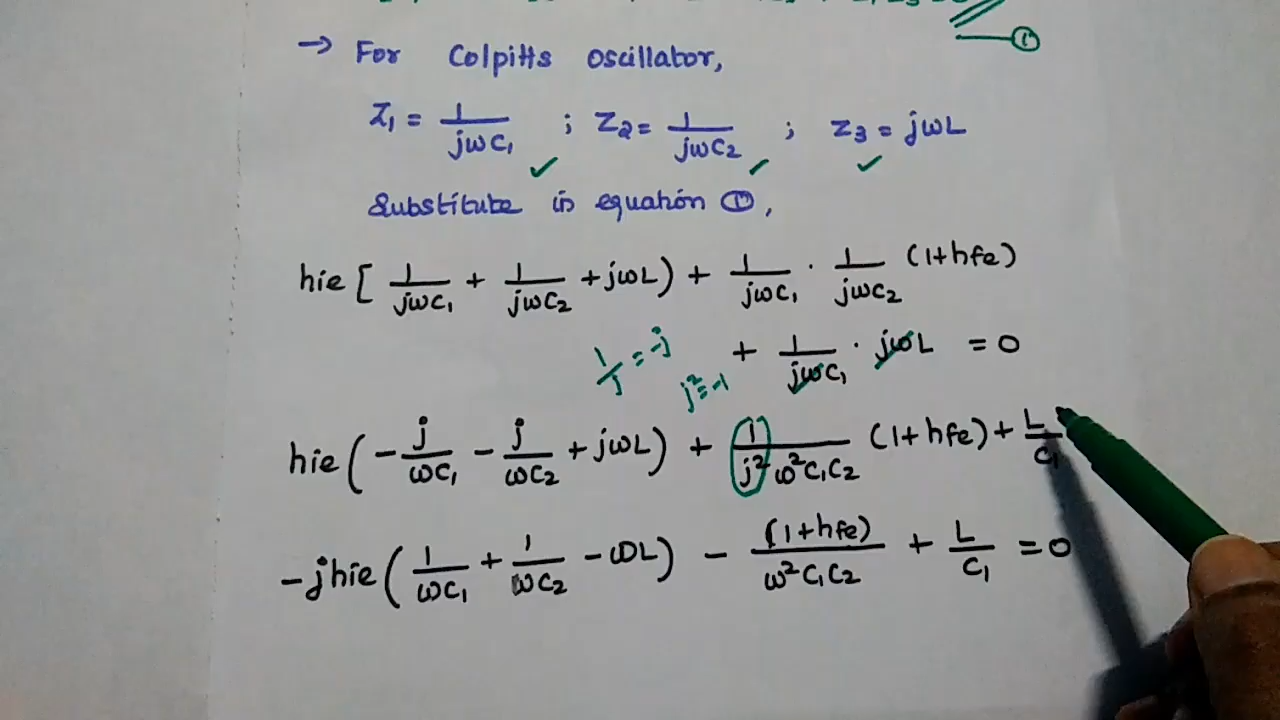 ①
→ For Colpitts oscillator,
Z₁ = 1/jωC₁ ; Z₂ = 1/jωC₂ ; Z₃ = jωL
Substitute in equation ①,
hie [ 1/jωC₁ + 1/jωC₂ + jωL ) + 1/jωC₁ · 1/jωC₂ (1+hfe)
+ 1/jωC₁ · jωL = 0
1/j = -j
j² = -1
hie ( - j/ωC₁ - j/ωC₂ + jωL ) + 1/j²ω²C₁C₂ (1+hfe) + L/C₁
-jhie ( 1/ωC₁ + 1/ωC₂ - ωL ) - (1+hfe)/ω²C₁C₂ + L/C₁ = 0